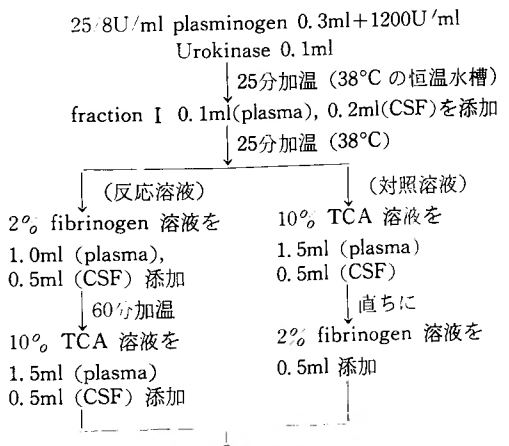 25/8U/ml plasminogen 0.3ml+1200U/ml
Urokinase 0.1ml
25分加温 (38°C の恒温水槽)
fraction I 0.1ml(plasma), 0.2ml(CSF)を添加
25分加温 (38°C)
(反応溶液)
2% fibrinogen 溶液を
1.0ml (plasma),
0.5ml (CSF) 添加
60分加温
10% TCA 溶液を
1.5ml (plasma)
0.5ml (CSF) 添加
(対照溶液)
10% TCA 溶液を
1.5ml (plasma)
0.5ml (CSF)
直ちに
2% fibrinogen 溶液を
0.5ml 添加